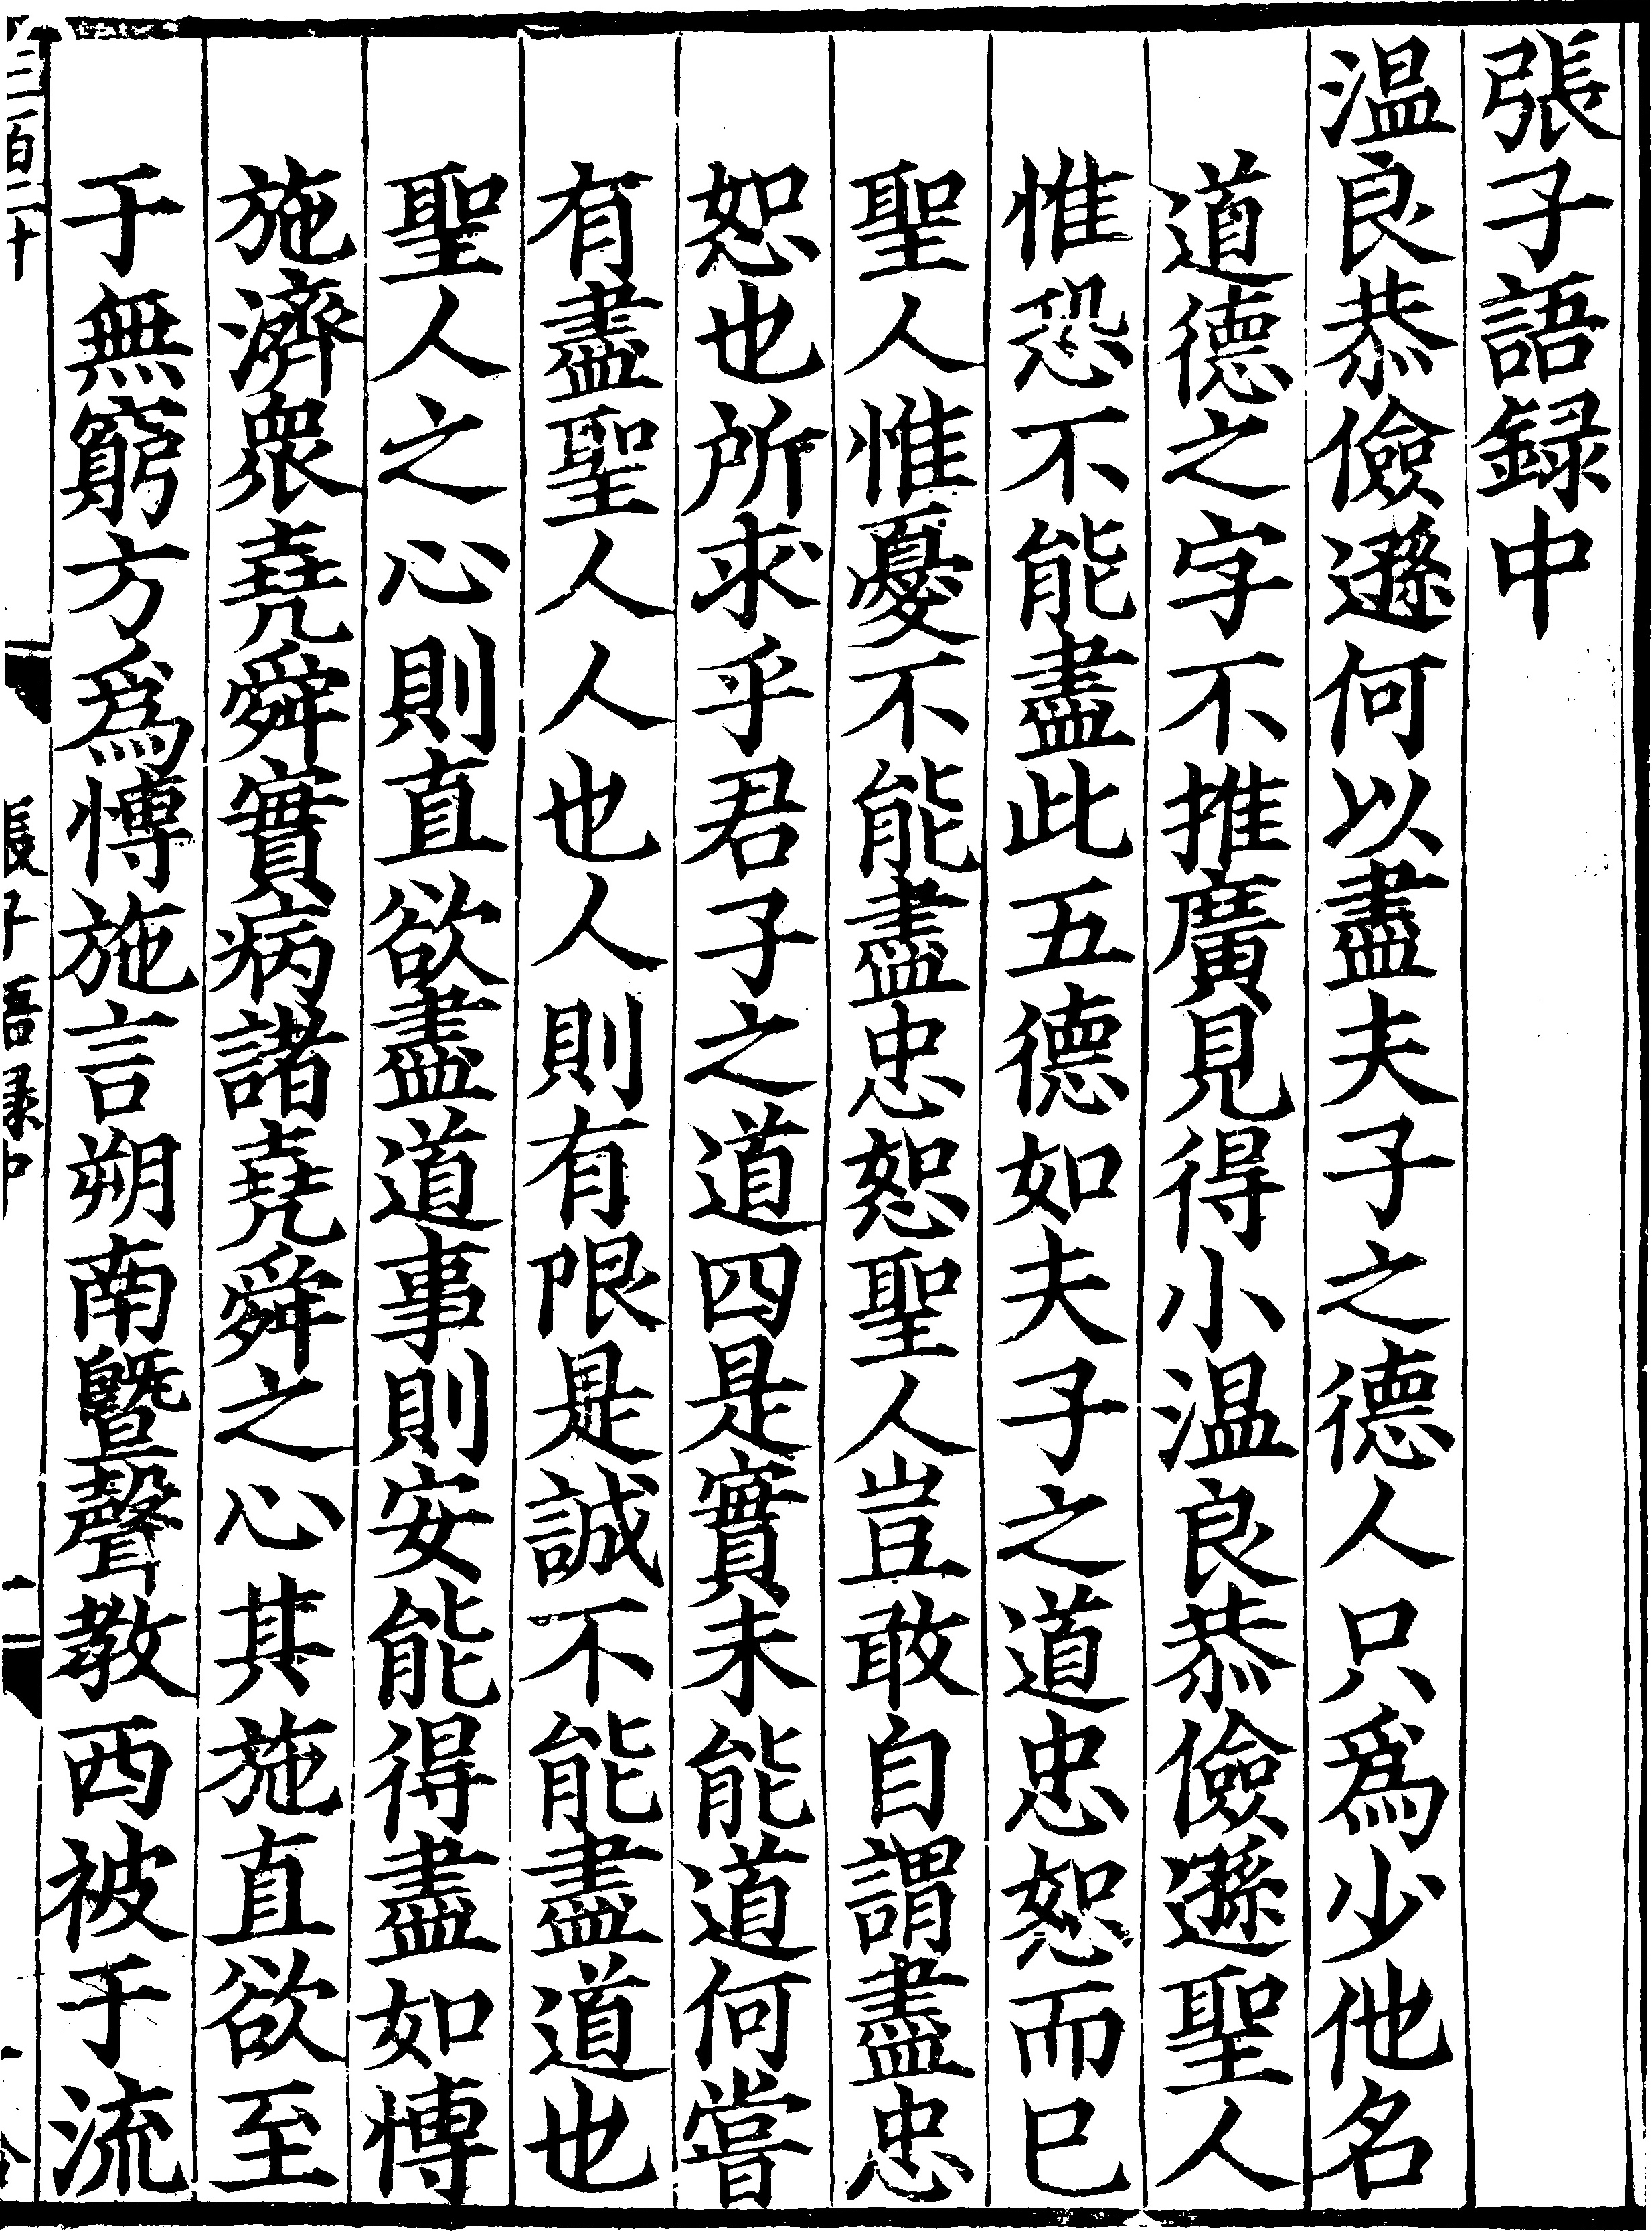 張子語録中
温良恭儉遜何以盡夫子之德人只爲少他名
道德之字不推廣見得小温良恭儉遜聖人
惟恐不能盡此五德如夫子之道忠恕而已
聖人惟憂不能盡忠恕聖人豈敢自謂盡忠
恕也所求乎君子之道四是實未能道何嘗
有盡聖人人也人則有限是誠不能盡道也
聖人之心則直欲盡道事則安能得盡如愽
施濟衆堯舜實病諸堯舜之心其施直欲至
于無窮方爲愽施言朔南曁聲教西被于流
三百二十
張子語録中
二